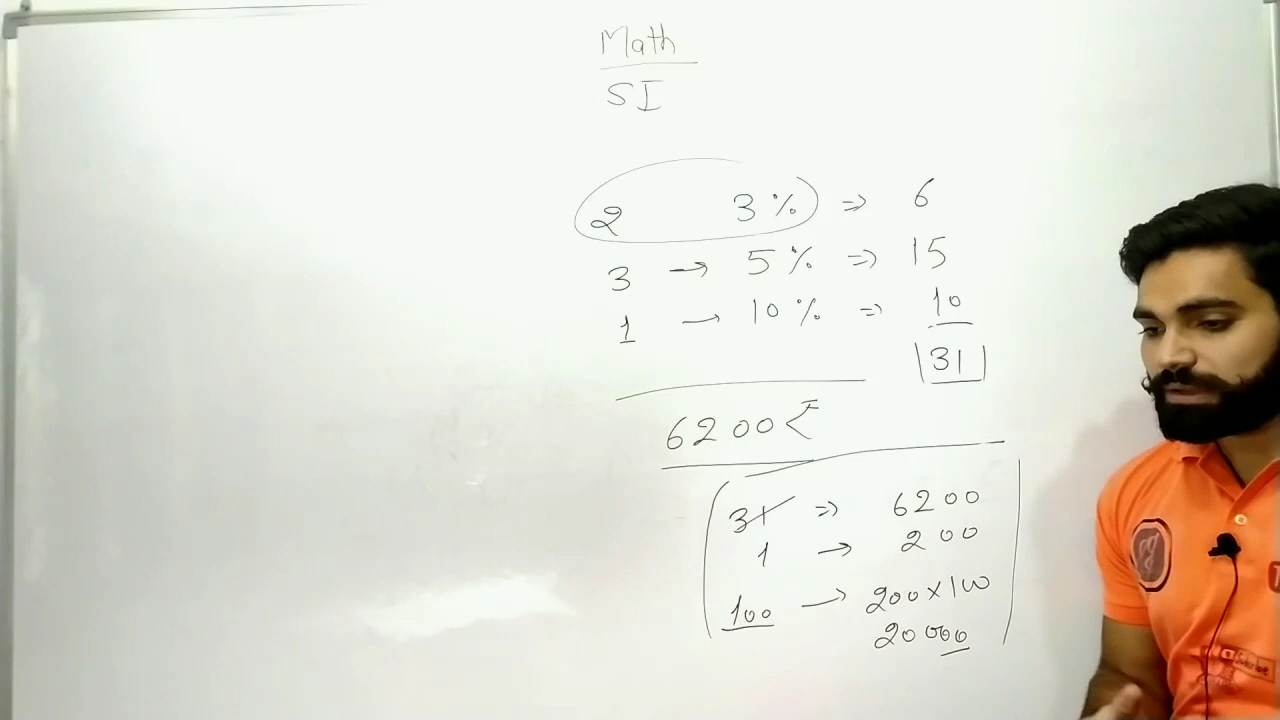 Math
SI
2 3% => 6
3 → 5% => 15
1 → 10% => 10
31
6200₹
31 => 6200
1 → 200
100 → 200×100
20000
Subscribe